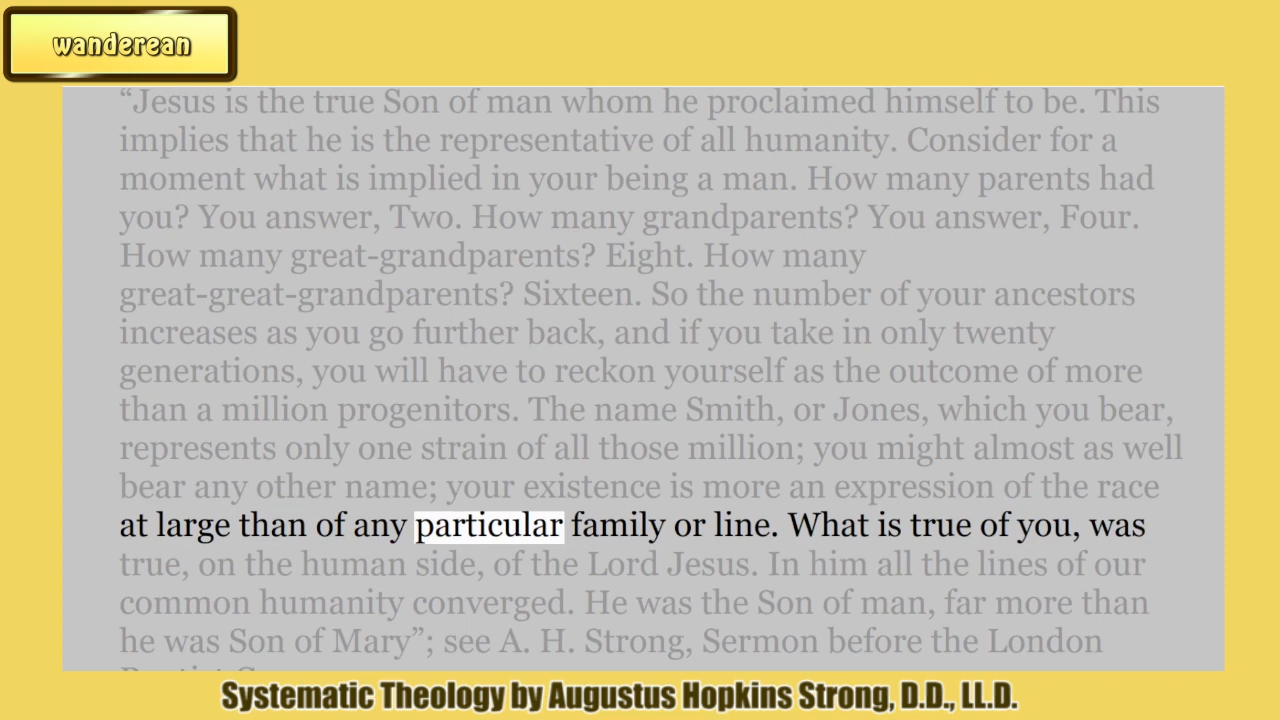 wanderean
“Jesus is the true Son of man whom he proclaimed himself to be. This
implies that he is the representative of all humanity. Consider for a
moment what is implied in your being a man. How many parents had
you? You answer, Two. How many grandparents? You answer, Four.
How many great-grandparents? Eight. How many
great-great-grandparents? Sixteen. So the number of your ancestors
increases as you go further back, and if you take in only twenty
generations, you will have to reckon yourself as the outcome of more
than a million progenitors. The name Smith, or Jones, which you bear,
represents only one strain of all those million; you might almost as well
bear any other name; your existence is more an expression of the race
at large than of any particular family or line. What is true of you, was
true, on the human side, of the Lord Jesus. In him all the lines of our
common humanity converged. He was the Son of man, far more than
he was Son of Mary”; see A. H. Strong, Sermon before the London
Systematic Theology by Augustus Hopkins Strong, D.D., LL.D.